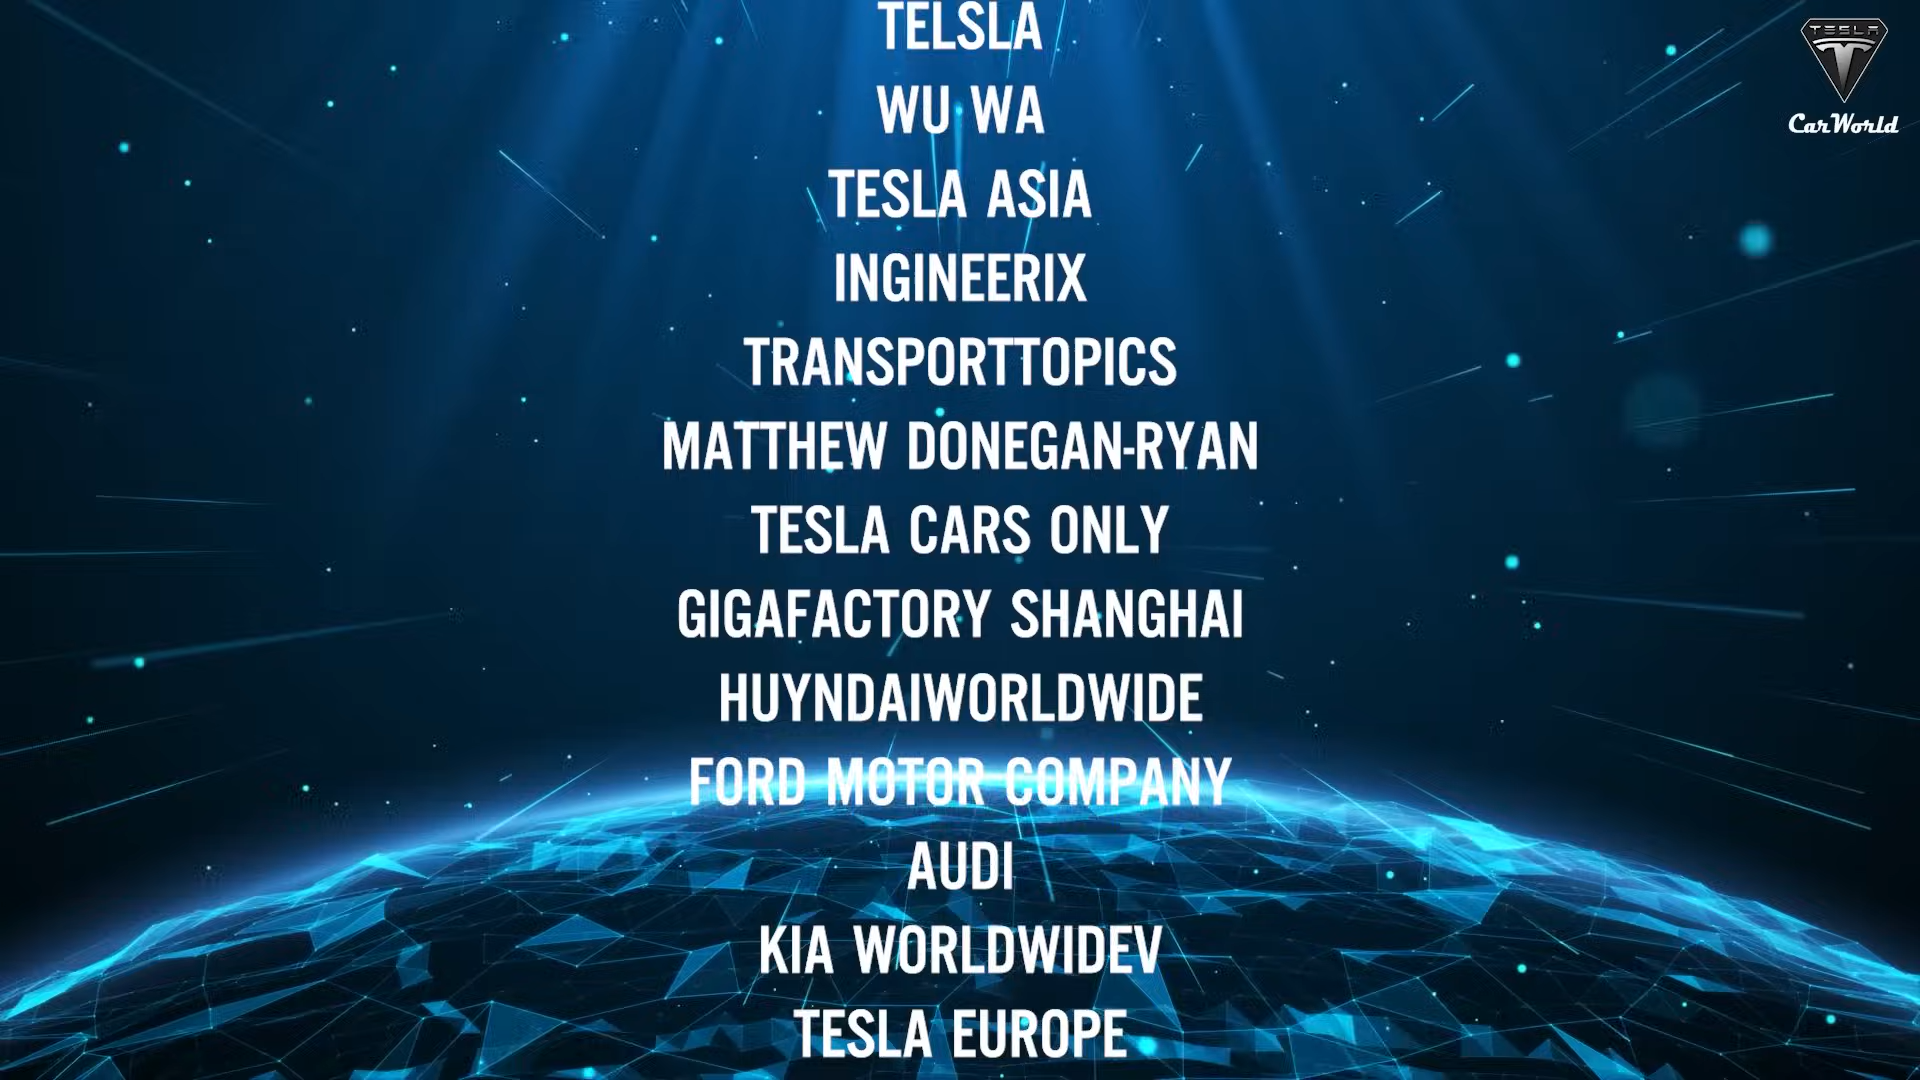 TELSLA
TESLA
CarWorld
WU WA
TESLA ASIA
INGINEERIX
TRANSPORTTOPICS
MATTHEW DONEGAN-RYAN
TESLA CARS ONLY
GIGAFACTORY SHANGHAI
HUYNDAIWORLDWIDE
FORD MOTOR COMPANY
AUDI
KIA WORLDWIDEV
TESLA EUROPE